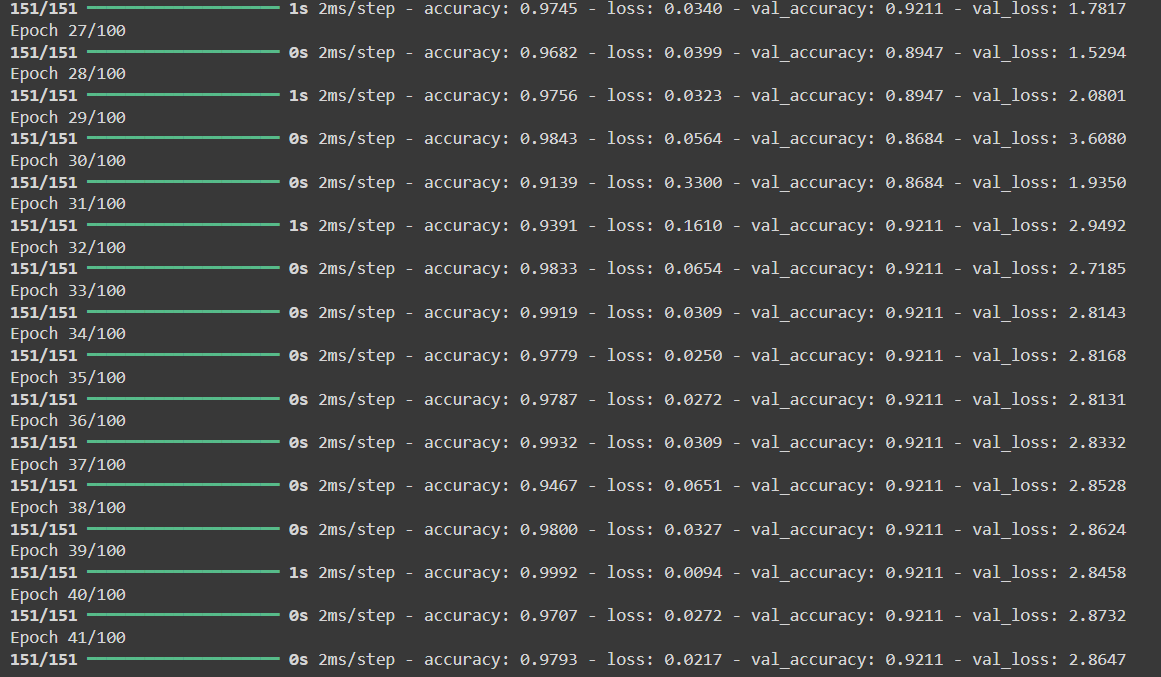 151/151 ━━━━━━━━━━━━━━━━━━━━ 1s 2ms/step - accuracy: 0.9745 - loss: 0.0340 - val_accuracy: 0.9211 - val_loss: 1.7817
Epoch 27/100
151/151 ━━━━━━━━━━━━━━━━━━━━ 0s 2ms/step - accuracy: 0.9682 - loss: 0.0399 - val_accuracy: 0.8947 - val_loss: 1.5294
Epoch 28/100
151/151 ━━━━━━━━━━━━━━━━━━━━ 1s 2ms/step - accuracy: 0.9756 - loss: 0.0323 - val_accuracy: 0.8947 - val_loss: 2.0801
Epoch 29/100
151/151 ━━━━━━━━━━━━━━━━━━━━ 0s 2ms/step - accuracy: 0.9843 - loss: 0.0564 - val_accuracy: 0.8684 - val_loss: 3.6080
Epoch 30/100
151/151 ━━━━━━━━━━━━━━━━━━━━ 0s 2ms/step - accuracy: 0.9139 - loss: 0.3300 - val_accuracy: 0.8684 - val_loss: 1.9350
Epoch 31/100
151/151 ━━━━━━━━━━━━━━━━━━━━ 1s 2ms/step - accuracy: 0.9391 - loss: 0.1610 - val_accuracy: 0.9211 - val_loss: 2.9492
Epoch 32/100
151/151 ━━━━━━━━━━━━━━━━━━━━ 0s 2ms/step - accuracy: 0.9833 - loss: 0.0654 - val_accuracy: 0.9211 - val_loss: 2.7185
Epoch 33/100
151/151 ━━━━━━━━━━━━━━━━━━━━ 0s 2ms/step - accuracy: 0.9919 - loss: 0.0309 - val_accuracy: 0.9211 - val_loss: 2.8143
Epoch 34/100
151/151 ━━━━━━━━━━━━━━━━━━━━ 0s 2ms/step - accuracy: 0.9779 - loss: 0.0250 - val_accuracy: 0.9211 - val_loss: 2.8168
Epoch 35/100
151/151 ━━━━━━━━━━━━━━━━━━━━ 0s 2ms/step - accuracy: 0.9787 - loss: 0.0272 - val_accuracy: 0.9211 - val_loss: 2.8131
Epoch 36/100
151/151 ━━━━━━━━━━━━━━━━━━━━ 0s 2ms/step - accuracy: 0.9932 - loss: 0.0309 - val_accuracy: 0.9211 - val_loss: 2.8332
Epoch 37/100
151/151 ━━━━━━━━━━━━━━━━━━━━ 0s 2ms/step - accuracy: 0.9467 - loss: 0.0651 - val_accuracy: 0.9211 - val_loss: 2.8528
Epoch 38/100
151/151 ━━━━━━━━━━━━━━━━━━━━ 0s 2ms/step - accuracy: 0.9800 - loss: 0.0327 - val_accuracy: 0.9211 - val_loss: 2.8624
Epoch 39/100
151/151 ━━━━━━━━━━━━━━━━━━━━ 1s 2ms/step - accuracy: 0.9992 - loss: 0.0094 - val_accuracy: 0.9211 - val_loss: 2.8458
Epoch 40/100
151/151 ━━━━━━━━━━━━━━━━━━━━ 0s 2ms/step - accuracy: 0.9707 - loss: 0.0272 - val_accuracy: 0.9211 - val_loss: 2.8732
Epoch 41/100
151/151 ━━━━━━━━━━━━━━━━━━━━ 0s 2ms/step - accuracy: 0.9793 - loss: 0.0217 - val_accuracy: 0.9211 - val_loss: 2.8647